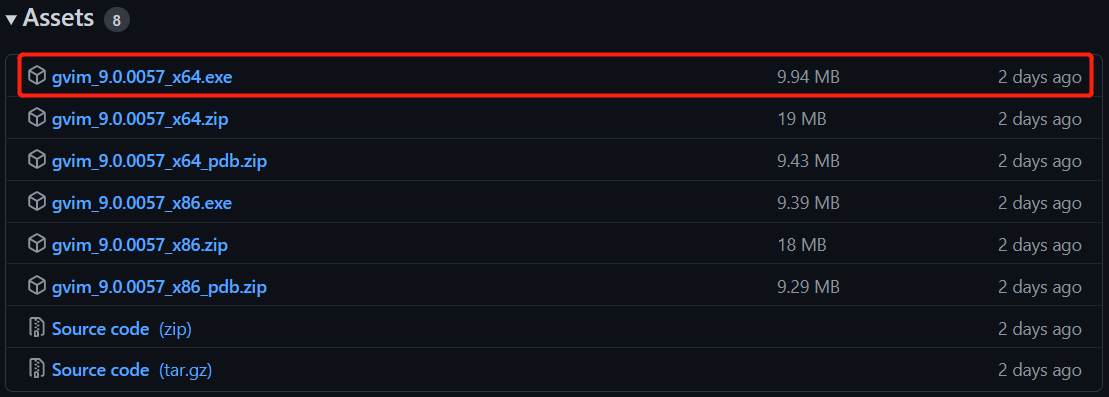 Assets 8
gvim_9.0.0057_x64.exe 9.94 MB 2 days ago
gvim_9.0.0057_x64.zip 19 MB 2 days ago
gvim_9.0.0057_x64_pdb.zip 9.43 MB 2 days ago
gvim_9.0.0057_x86.exe 9.39 MB 2 days ago
gvim_9.0.0057_x86.zip 18 MB 2 days ago
gvim_9.0.0057_x86_pdb.zip 9.29 MB 2 days ago
Source code (zip) 2 days ago
Source code (tar.gz) 2 days ago